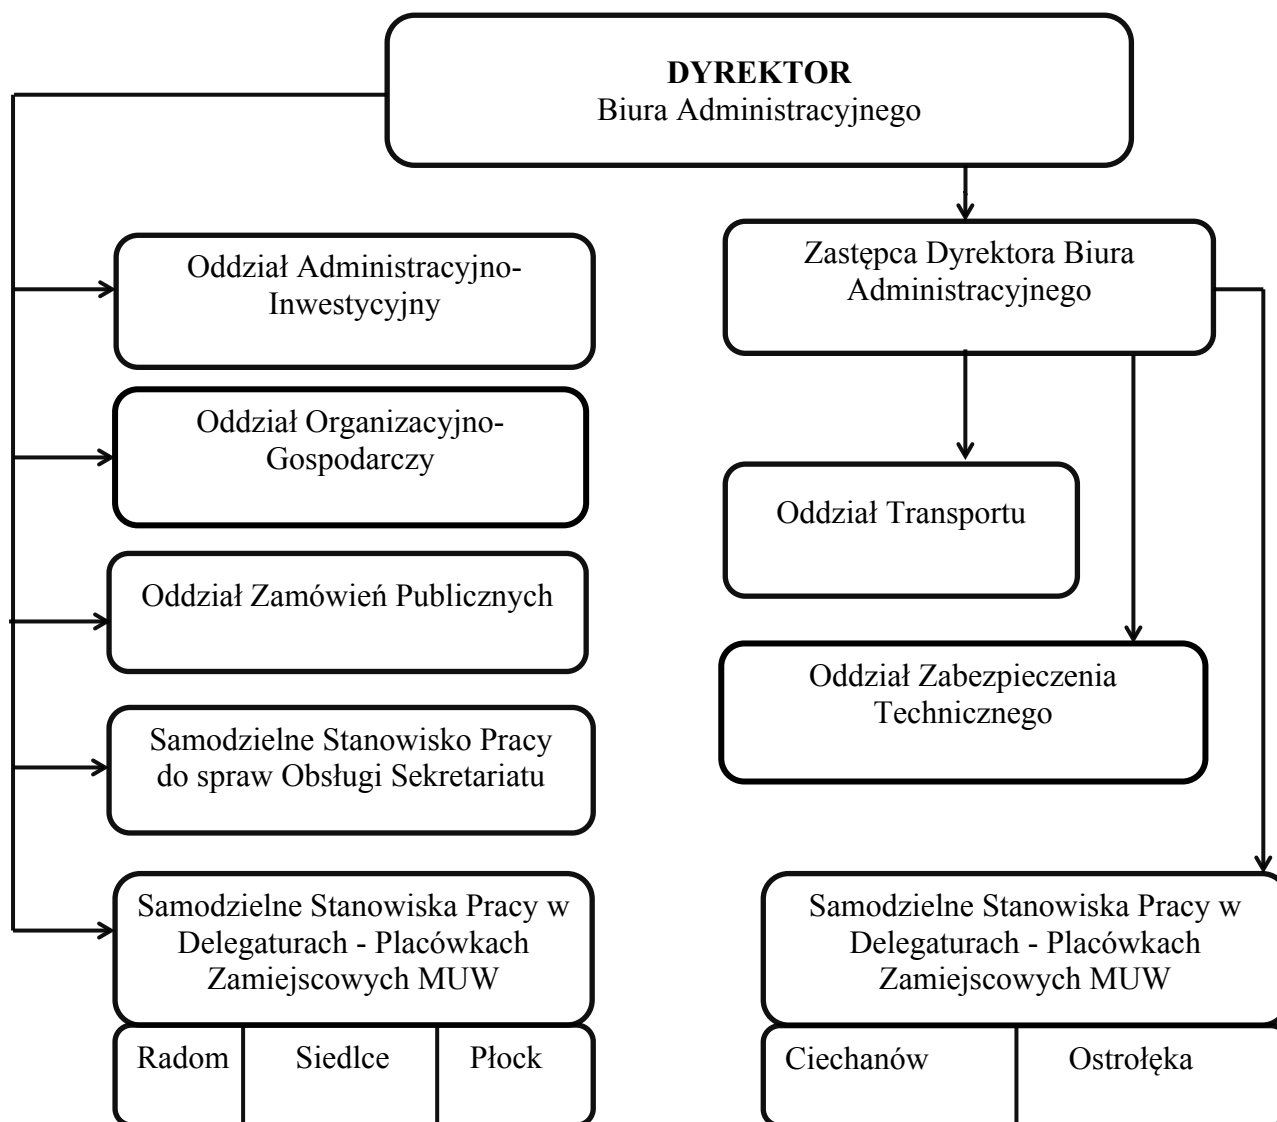 DYREKTOR
Biura Administracyjnego
Zastępca Dyrektora Biura
Administracyjnego
Oddział Administracyjno-
Inwestycyjny
Oddział Organizacyjno-
Gospodarczy
Oddział Transportu
Oddział Zamówień Publicznych
Oddział Zabezpieczenia
Technicznego
Samodzielne Stanowisko Pracy
do spraw Obsługi Sekretariatu
Samodzielne Stanowiska Pracy w
Delegaturach - Placówkach
Zamiejscowych MUW
Radom
Siedlce
Płock
Samodzielne Stanowiska Pracy w
Delegaturach - Placówkach
Zamiejscowych MUW
Ciechanów
Ostrołęka